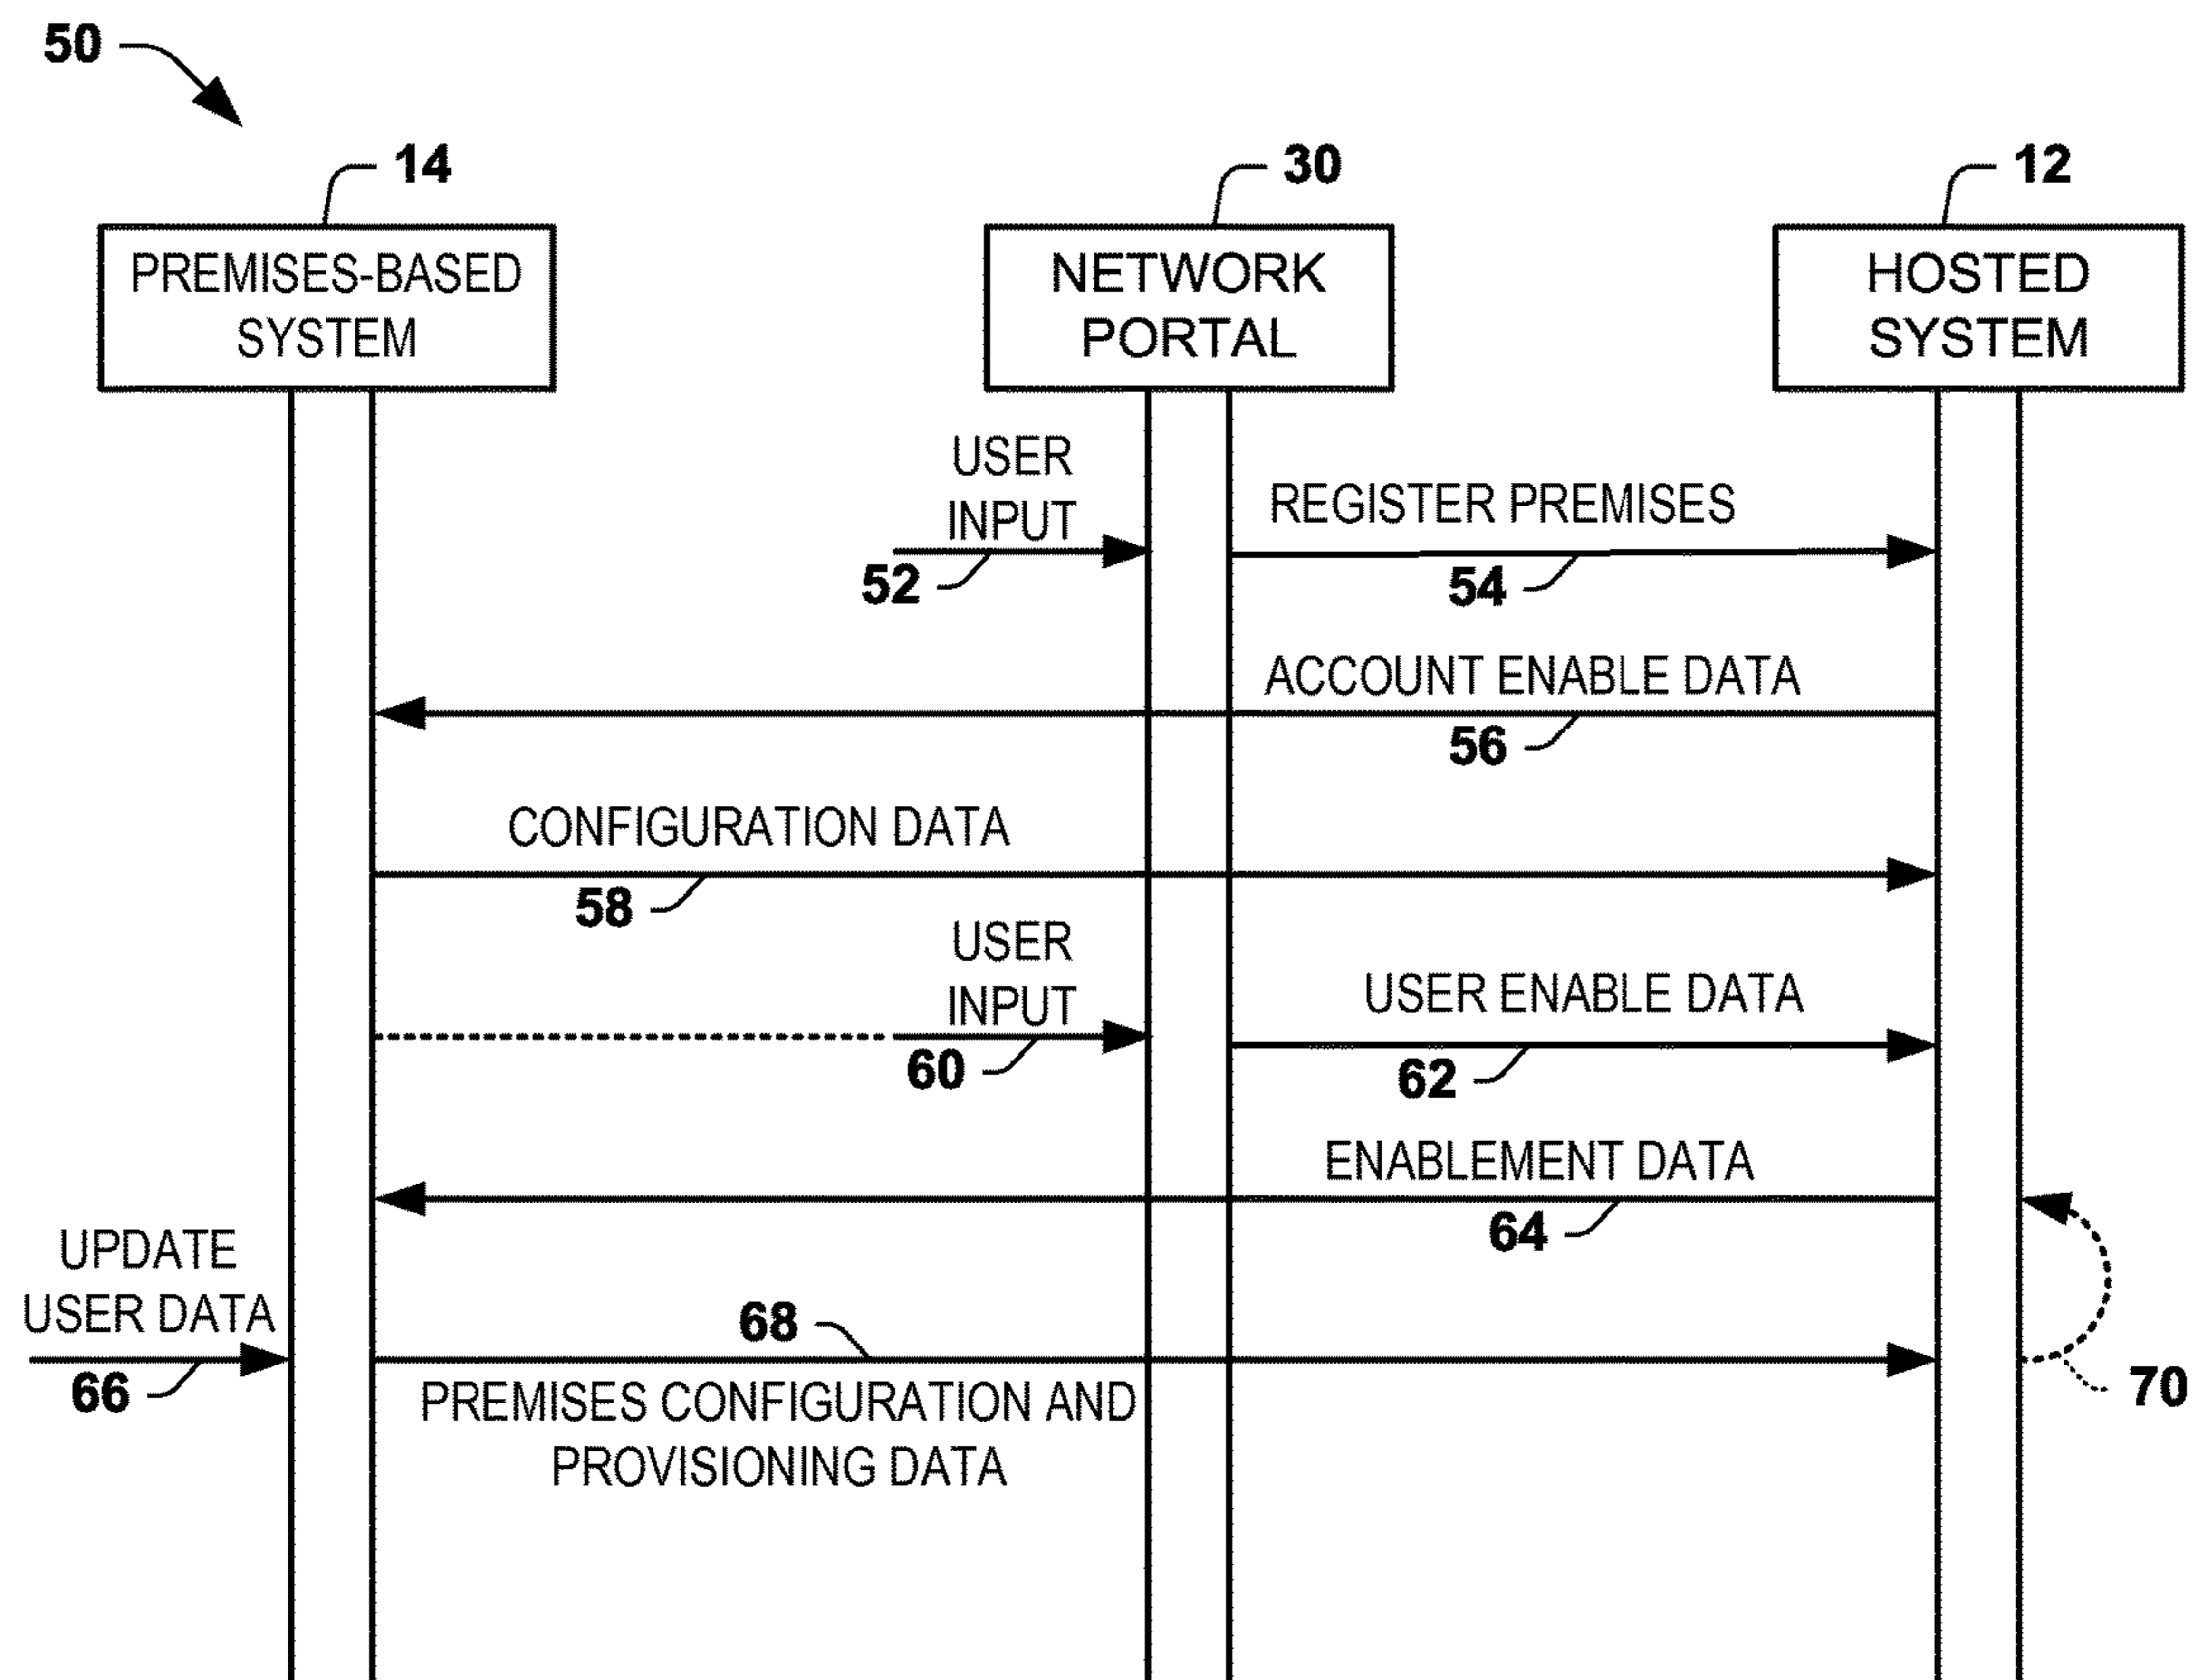 50
14
30
12
PREMISES-BASED
SYSTEM
NETWORK
PORTAL
HOSTED
SYSTEM
USER
INPUT
52
REGISTER PREMISES
54
ACCOUNT ENABLE DATA
56
CONFIGURATION DATA
58
USER
INPUT
60
USER ENABLE DATA
62
ENABLEMENT DATA
64
UPDATE
USER DATA
66
68
PREMISES CONFIGURATION AND
PROVISIONING DATA
70